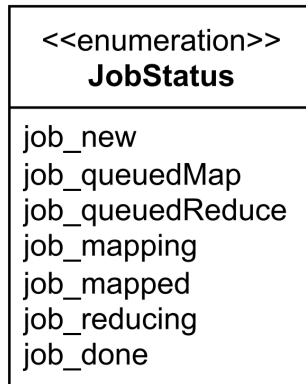 <<enumeration>>
JobStatus
job_new
job_queuedMap
job_queuedReduce
job_mapping
job_mapped
job_reducing
job_done